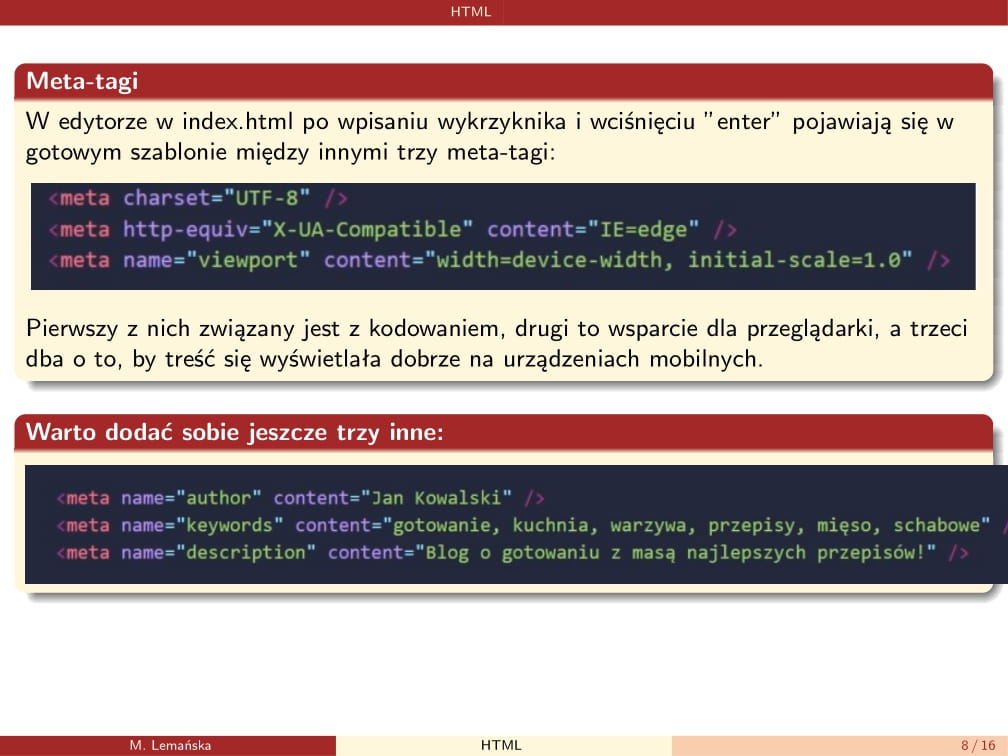 HTML
Meta-tagi
W edytorze w index.html po wpisaniu wykrzyknika i wciśnięciu "enter" pojawiają się w
gotowym szablonie między innymi trzy meta-tagi:
<meta charset="UTF-8" />
<meta http-equiv="X-UA-Compatible" content="IE=edge" />
<meta name="viewport" content="width=device-width, initial-scale=1.0" />
Pierwszy z nich związany jest z kodowaniem, drugi to wsparcie dla przeglądarki, a trzeci
dba o to, by treść się wyświetlała dobrze na urządzeniach mobilnych.
Warto dodać sobie jeszcze trzy inne:
<meta name="author" content="Jan Kowalski" />
<meta name="keywords" content="gotowanie, kuchnia, warzywa, przepisy, mięso, schabowe" /
<meta name="description" content="Blog o gotowaniu z masą najlepszych przepisów!" />
M. Lemańska HTML 8 / 16